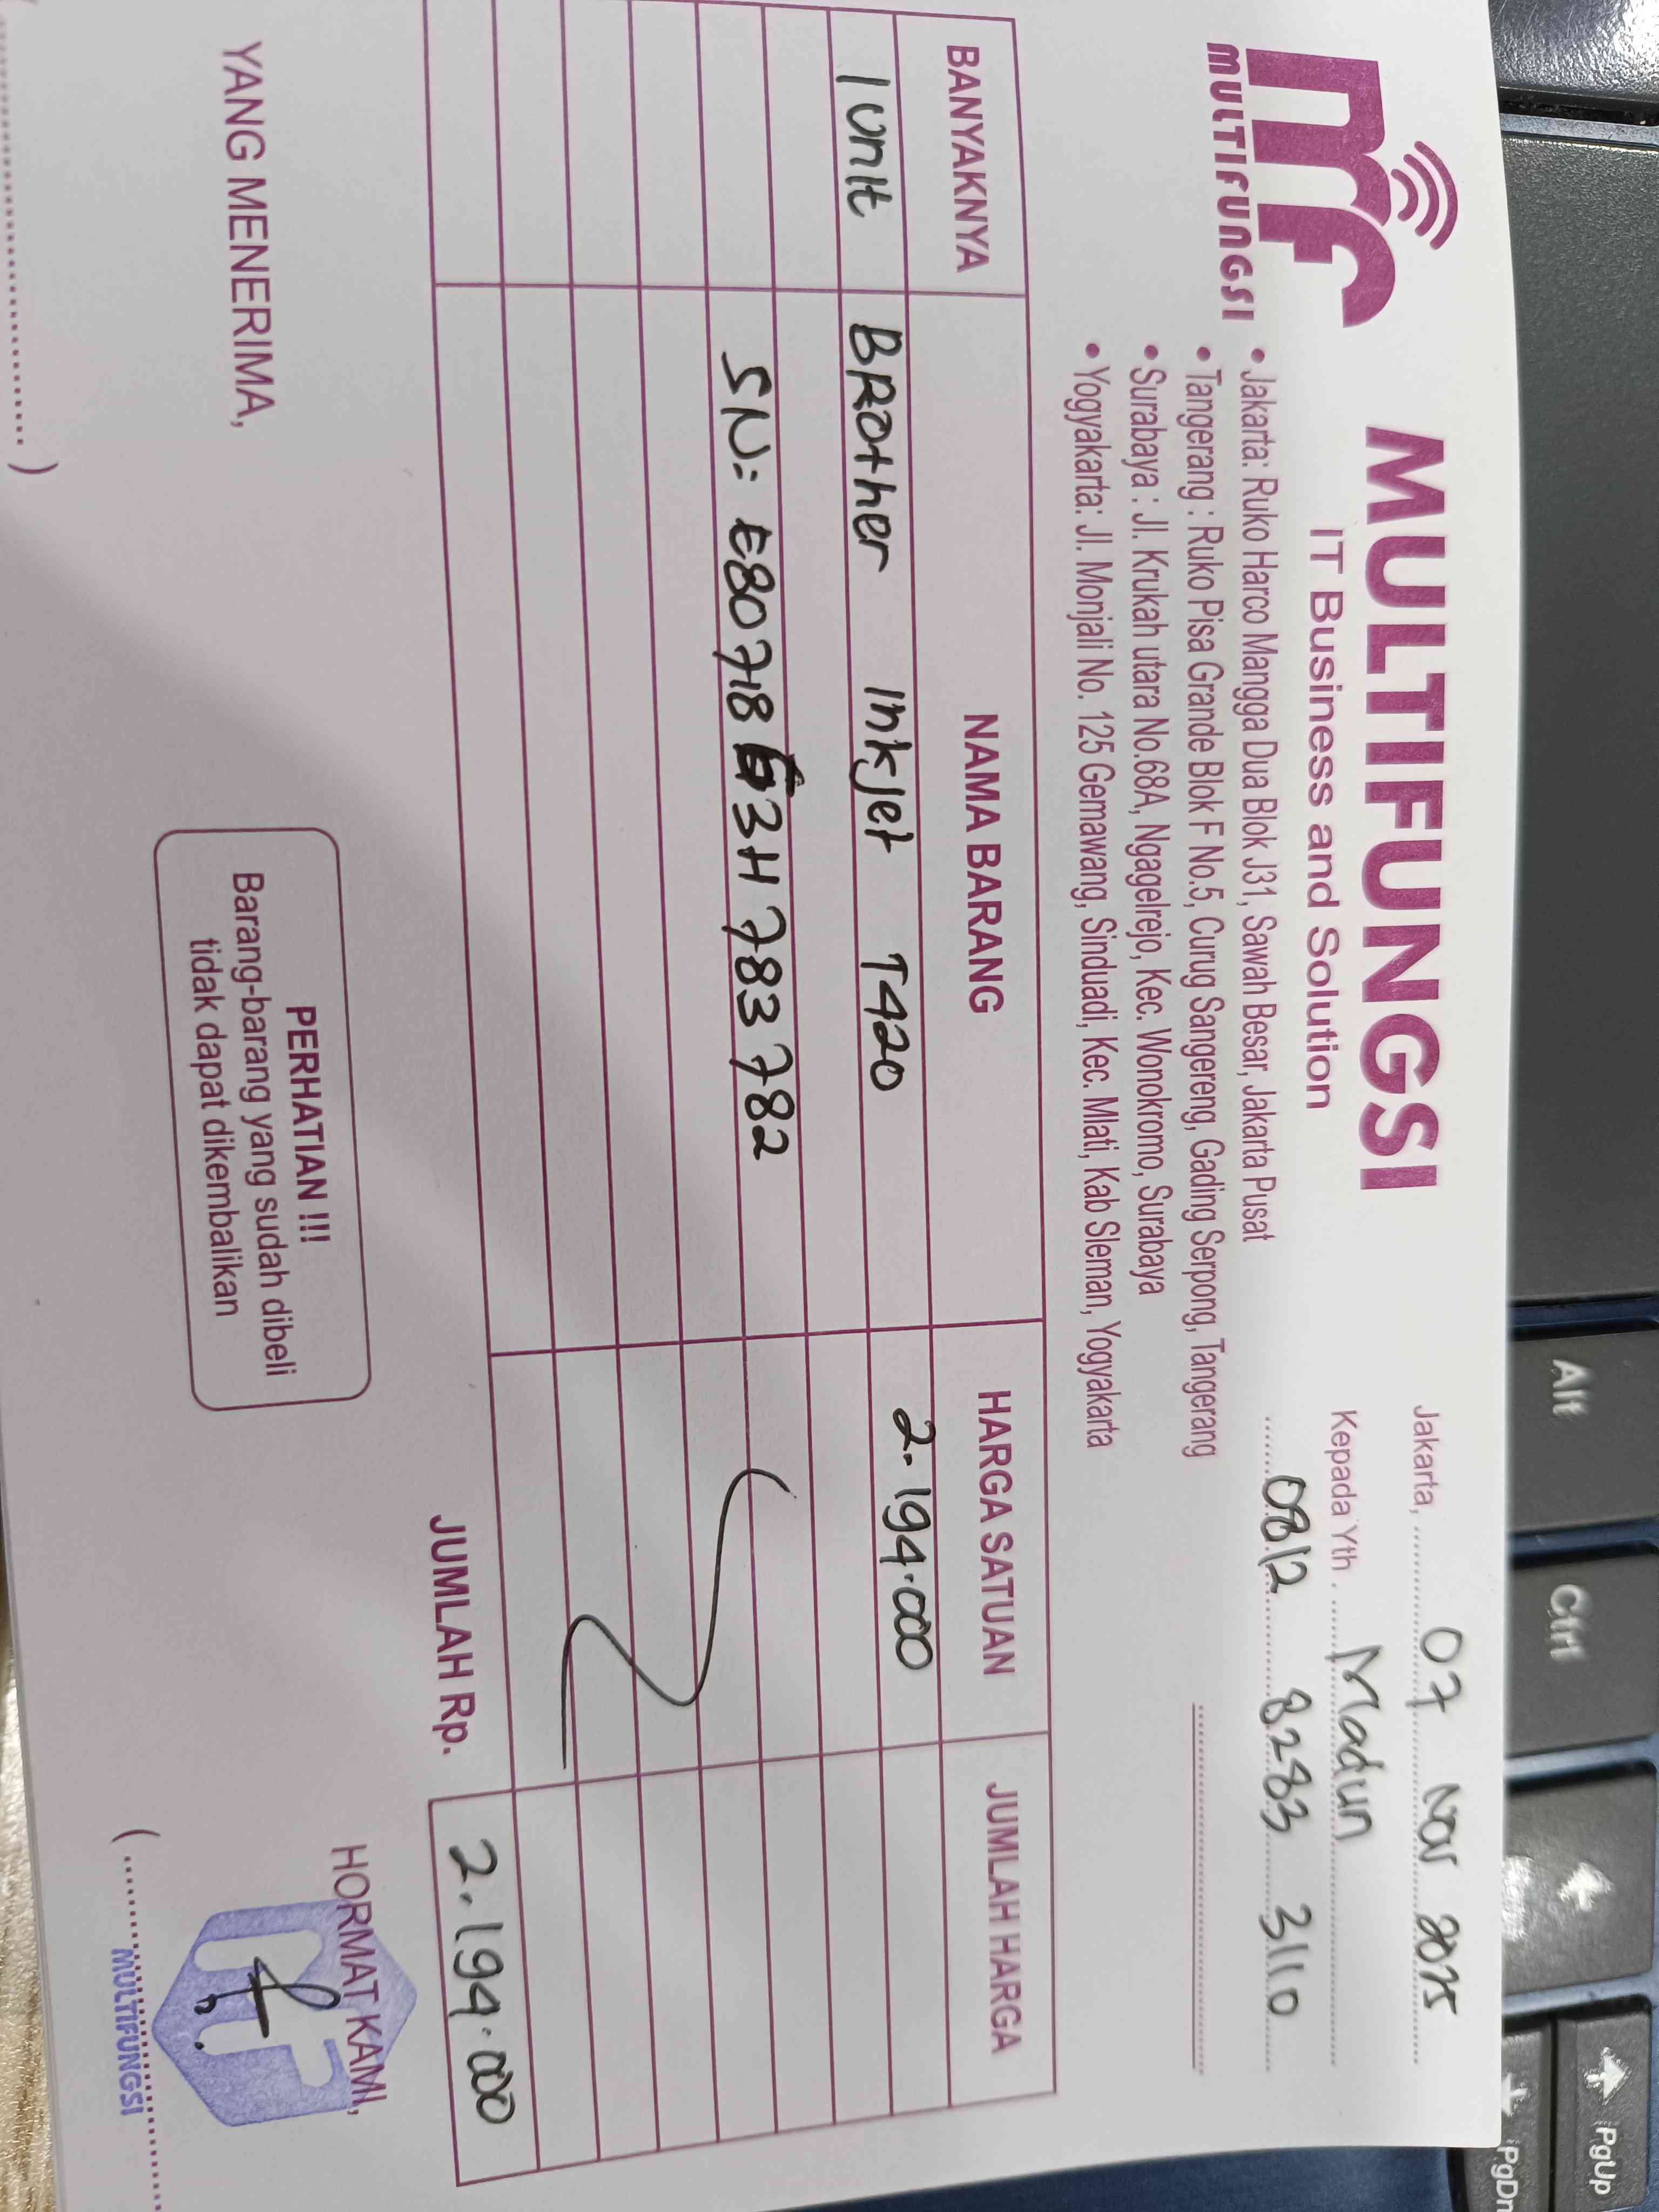 MULTIFUNGSI
MULTIFUNGSI
IT Business and Solution
• Jakarta: Ruko Harco Mangga Dua Blok J31, Sawah Besar, Jakarta Pusat
• Tangerang : Ruko Pisa Grande Blok F No.5, Curug Sangereng, Gading Serpong, Tangerang
• Surabaya : Jl. Krukah utara No.68A, Ngagelrejo, Kec. Wonokromo, Surabaya
• Yogyakarta: Jl. Monjali No. 125 Gemawang, Sinduadi, Kec. Mlati, Kab Sleman, Yogyakarta
Jakarta, 07 Nov 2025
Kepada Yth. Madun
0812 8283 3110
BANYAKNYA NAMA BARANG HARGA SATUAN JUMLAH HARGA
1 Unit Brother Inkjet T420 2.194.000
SN: E80718 3H783782
JUMLAH Rp. 2.194.000
YANG MENERIMA,
PERHATIAN !!!
Barang-barang yang sudah dibeli
tidak dapat dikembalikan
HORMAT KAMI,
MULTIFUNGSI
Alt
Ctrl
PgUp
PgDn